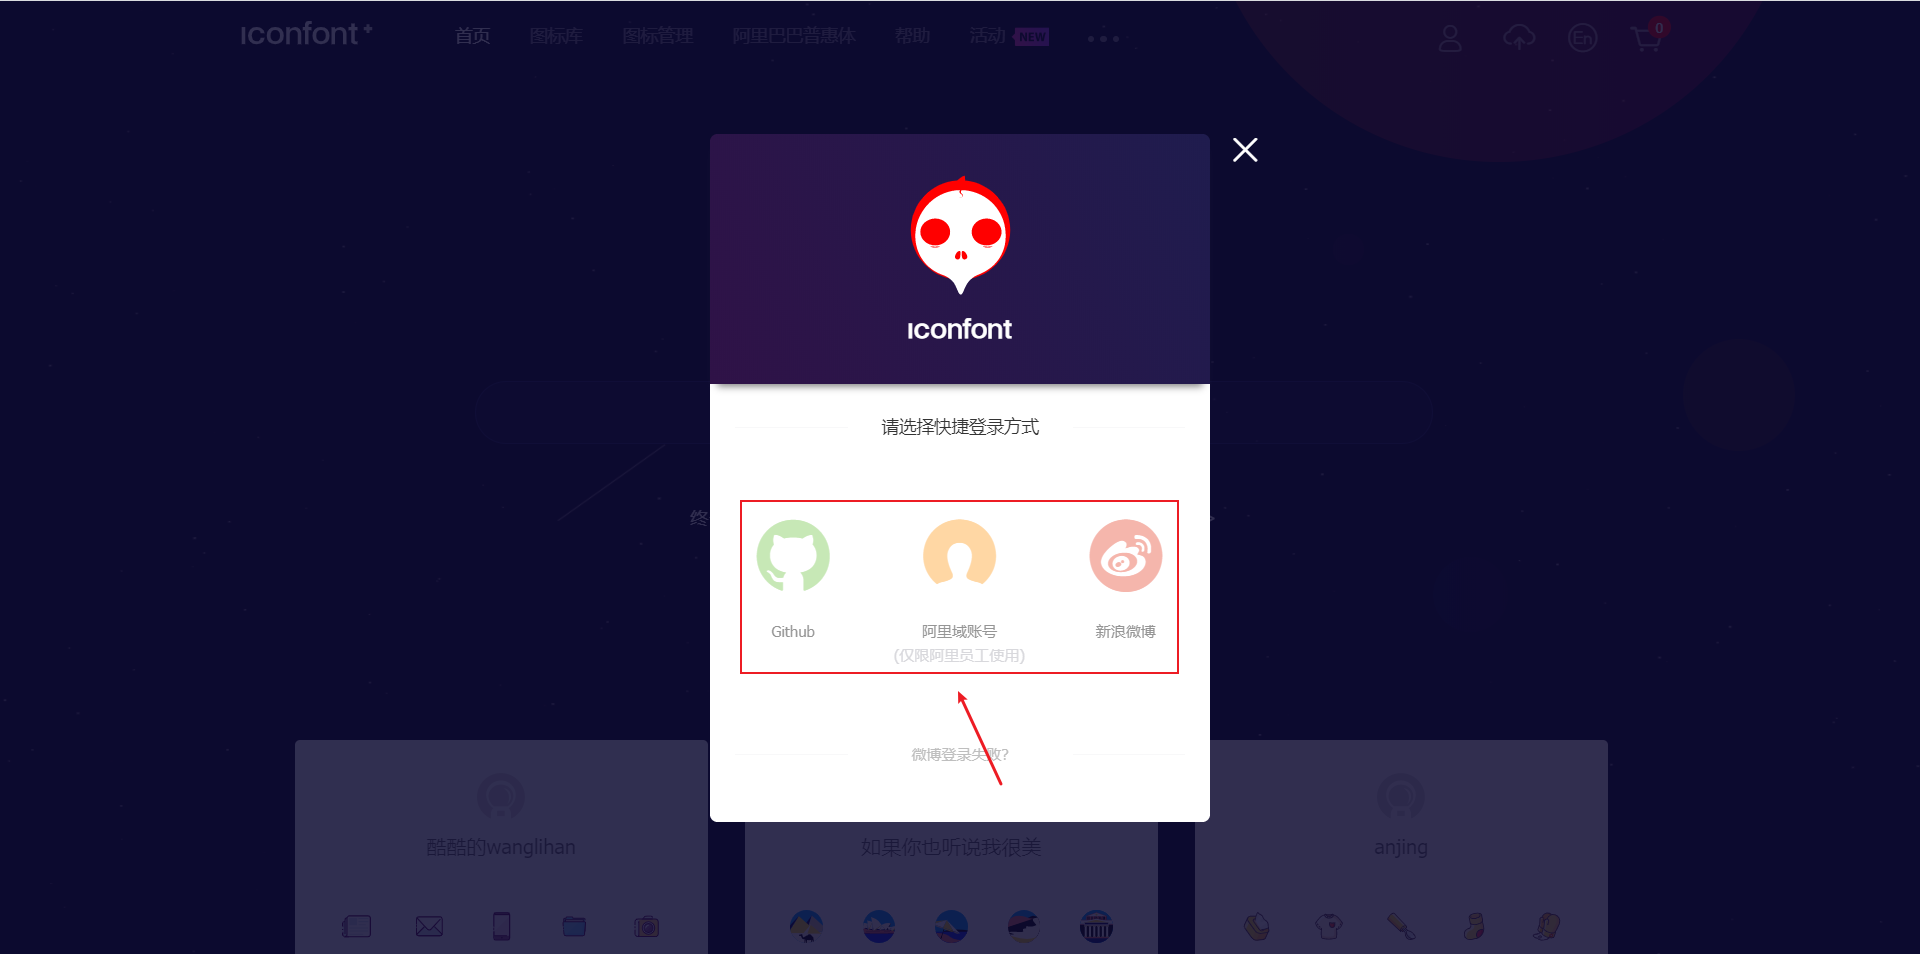 iconfont+
首页
图标库
图标管理
阿里巴巴普惠体
帮助
活动
NEW
En
0
iconfont
请选择快捷登录方式
终
Github
阿里域账号
(仅限阿里员工使用)
新浪微博
微博登录失败?
酷酷的wanglihan
如果你也听说我很美
anjing